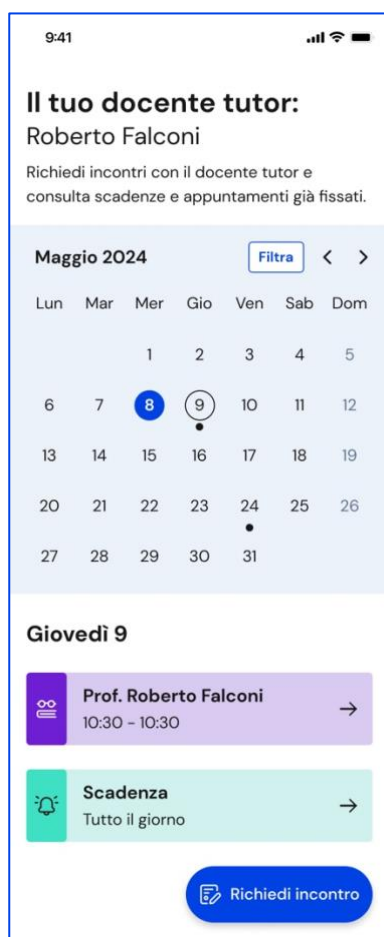 9:41
Il tuo docente tutor:
Roberto Falconi
Richiedi incontri con il docente tutor e
consulta scadenze e appuntamenti già fissati.
Maggio 2024 Filtra
Lun Mar Mer Gio Ven Sab Dom
1 2 3 4 5
6 7 8 9 10 11 12
13 14 15 16 17 18 19
20 21 22 23 24 25 26
27 28 29 30 31
Giovedì 9
Prof. Roberto Falconi
10:30 - 10:30
Scadenza
Tutto il giorno
Richiedi incontro